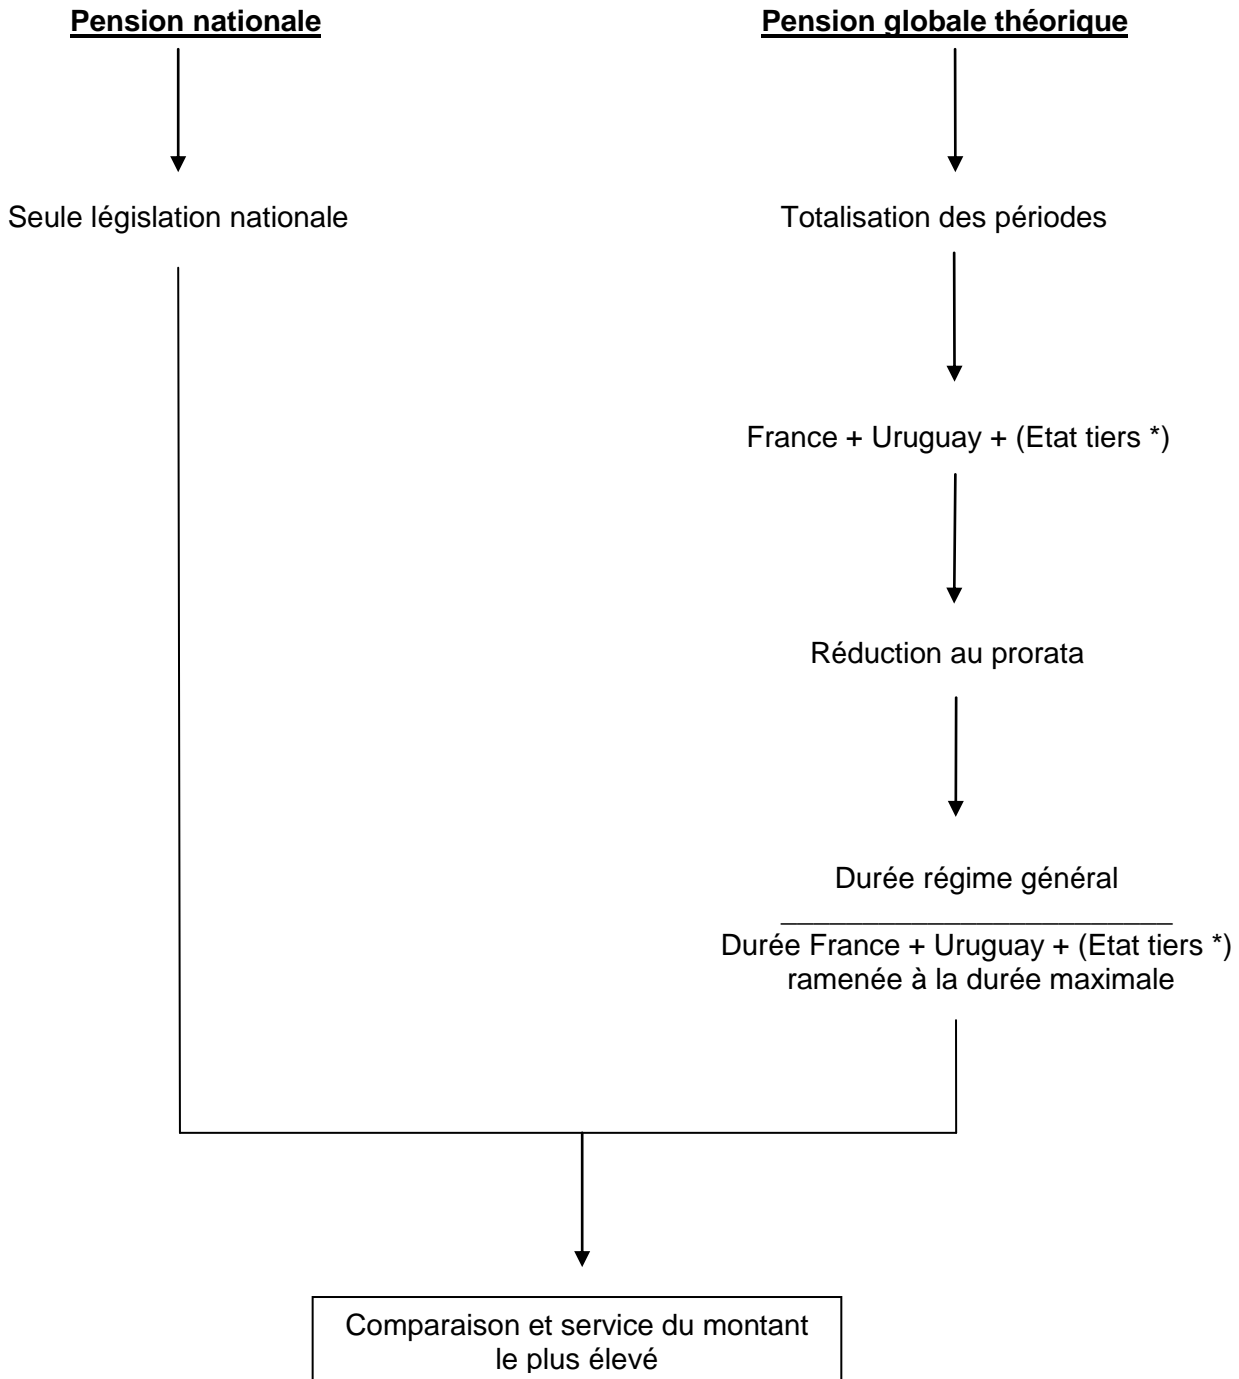 Pension nationale
Pension globale théorique
Seule législation nationale
Totalisation des périodes
France + Uruguay + (Etat tiers *)
Réduction au prorata
Durée régime général
Durée France + Uruguay + (Etat tiers *)
ramenée à la durée maximale
Comparaison et service du montant
le plus élevé